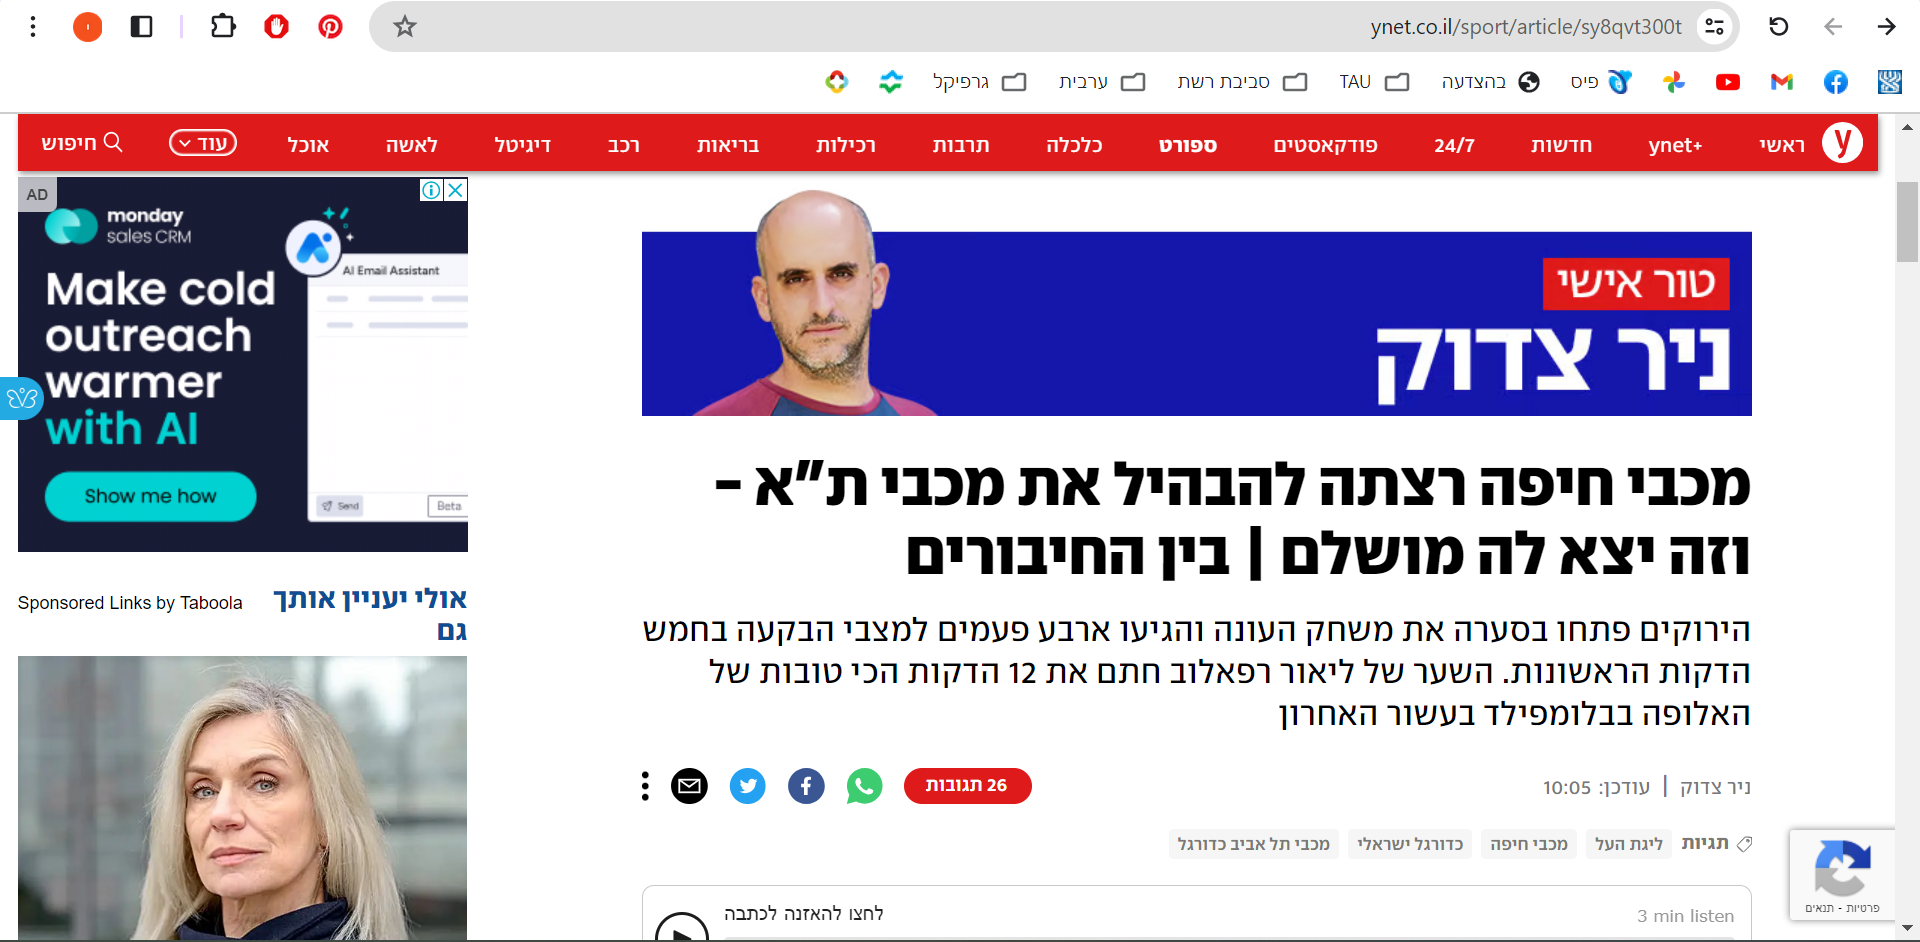 ynet.co.il/sport/article/sy8qvt300t
פיס
בהצדעה
TAU
סביבת רשת
ערבית
גרפיקל
ראשי
ynet+
חדשות
24/7
פודקאסטים
ספורט
כלכלה
תרבות
רכילות
בריאות
רכב
דיגיטל
לאשה
אוכל
עוד
חיפוש
טור אישי
ניר צדוק
מכבי חיפה רצתה להבהיל את מכבי ת"א -
וזה יצא לה מושלם | בין החיבורים
הירוקים פתחו בסערה את משחק העונה והגיעו ארבע פעמים למצבי הבקעה בחמש
הדקות הראשונות. השער של ליאור רפאלוב חתם את 12 הדקות הכי טובות של
האלופה בבלומפילד בעשור האחרון
ניר צדוק | עודכן: 10:05
26 תגובות
תגיות
ליגת העל
מכבי חיפה
כדורגל ישראלי
מכבי תל אביב כדורגל
לחצו להאזנה לכתבה
3 min listen
פרטיות - תנאים
AD
monday
sales CRM
AI Email Assistant
Make cold
outreach
warmer
with AI
Show me how
Send
Beta
אולי יעניין אותך
גם
Sponsored Links by Taboola